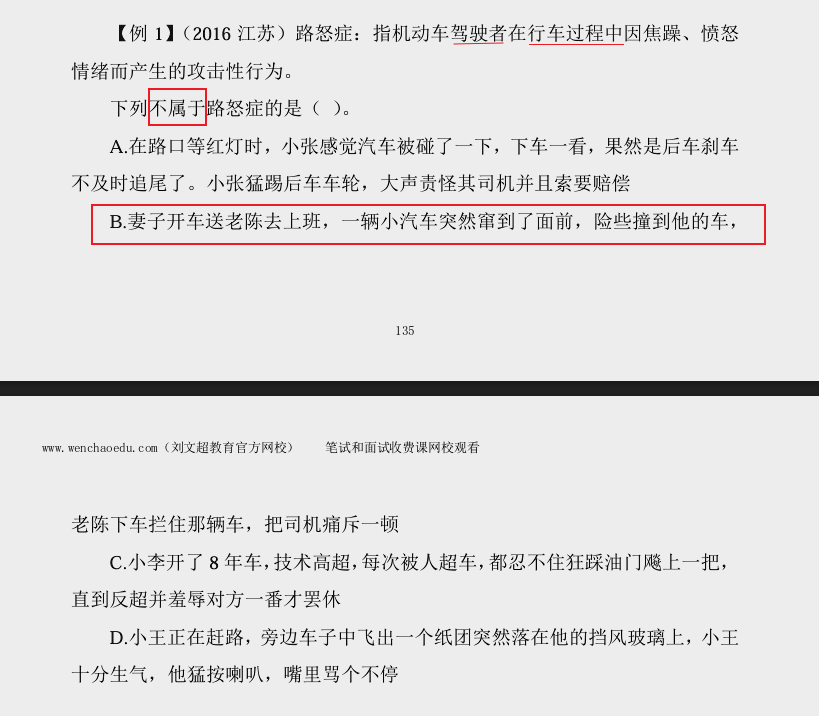 【例 1】（2016 江苏）路怒症：指机动车驾驶者在行车过程中因焦躁、愤怒
情绪而产生的攻击性行为。
下列不属于路怒症的是（ ）。
A.在路口等红灯时，小张感觉汽车被碰了一下，下车一看，果然是后车刹车
不及时追尾了。小张猛踢后车车轮，大声责怪其司机并且索要赔偿
B.妻子开车送老陈去上班，一辆小汽车突然窜到了面前，险些撞到他的车，
135
www.wenchaoedu.com（刘文超教育官方网校） 笔试和面试收费课网校观看
老陈下车拦住那辆车，把司机痛斥一顿
C.小李开了 8 年车，技术高超，每次被人超车，都忍不住狂踩油门飚上一把，
直到反超并羞辱对方一番才罢休
D.小王正在赶路，旁边车子中飞出一个纸团突然落在他的挡风玻璃上，小王
十分生气，他猛按喇叭，嘴里骂个不停